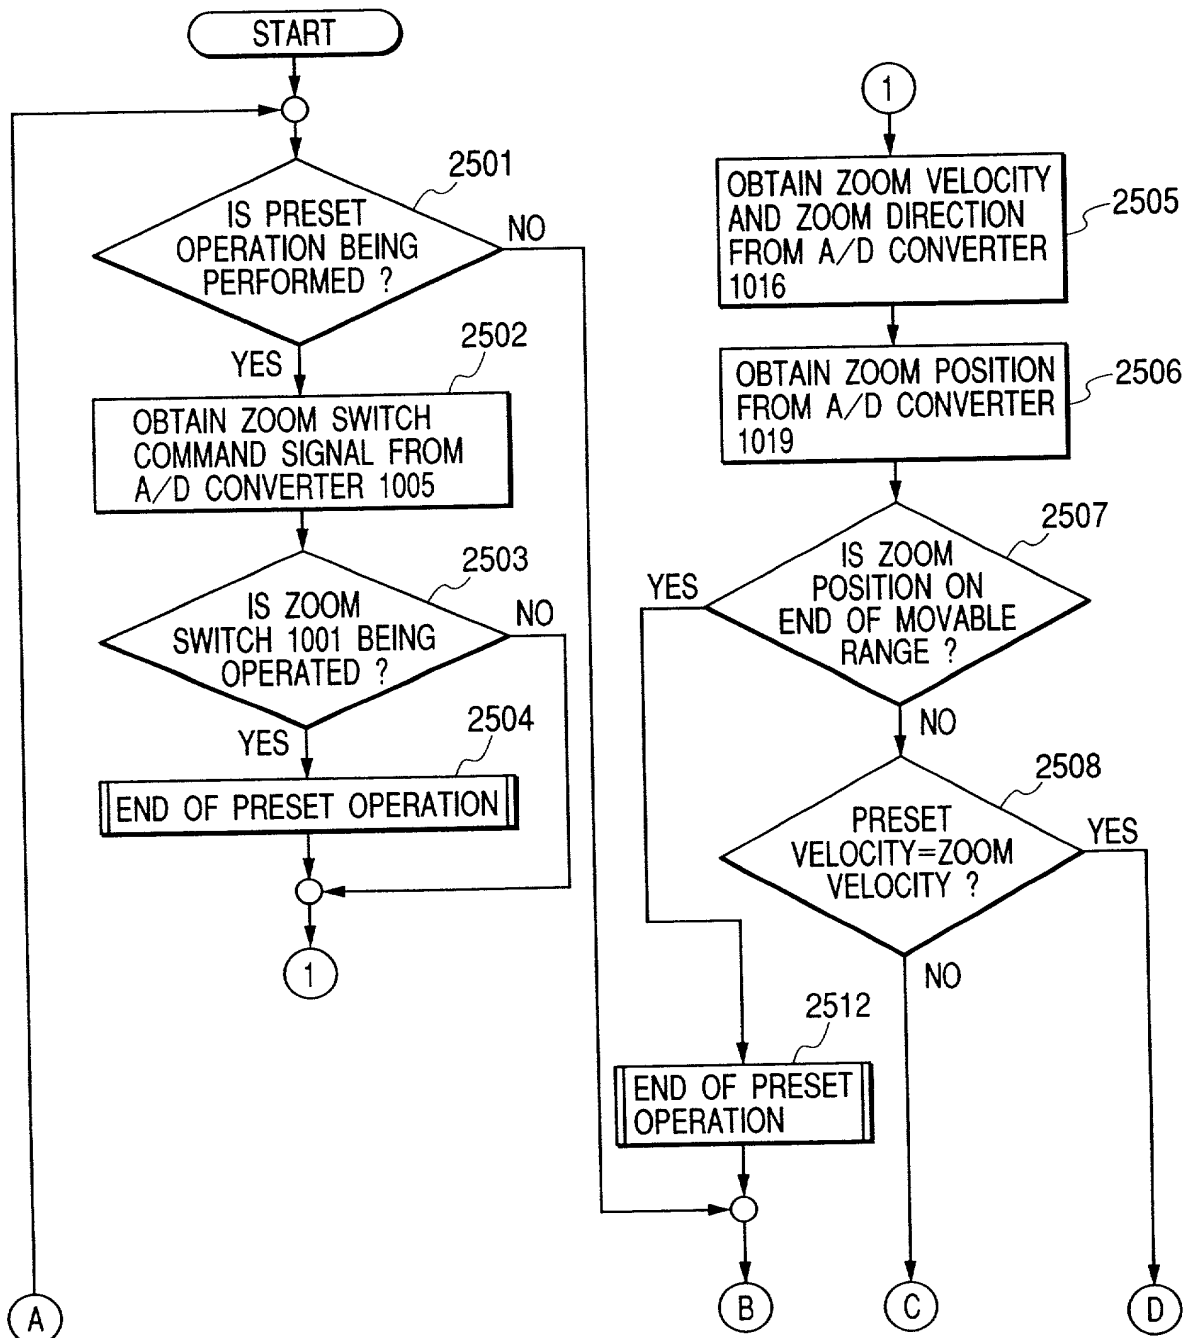 START
2501
IS PRESET
OPERATION BEING
PERFORMED ?
NO
YES
2502
OBTAIN ZOOM SWITCH
COMMAND SIGNAL FROM
A/D CONVERTER 1005
2503
IS ZOOM
SWITCH 1001 BEING
OPERATED ?
NO
YES
2504
END OF PRESET OPERATION
1
A
1
OBTAIN ZOOM VELOCITY
AND ZOOM DIRECTION
FROM A/D CONVERTER
1016
2505
OBTAIN ZOOM POSITION
FROM A/D CONVERTER
1019
2506
2507
IS ZOOM
POSITION ON
END OF MOVABLE
RANGE ?
YES
NO
2508
PRESET
VELOCITY=ZOOM
VELOCITY ?
YES
NO
2512
END OF PRESET
OPERATION
B
C
D